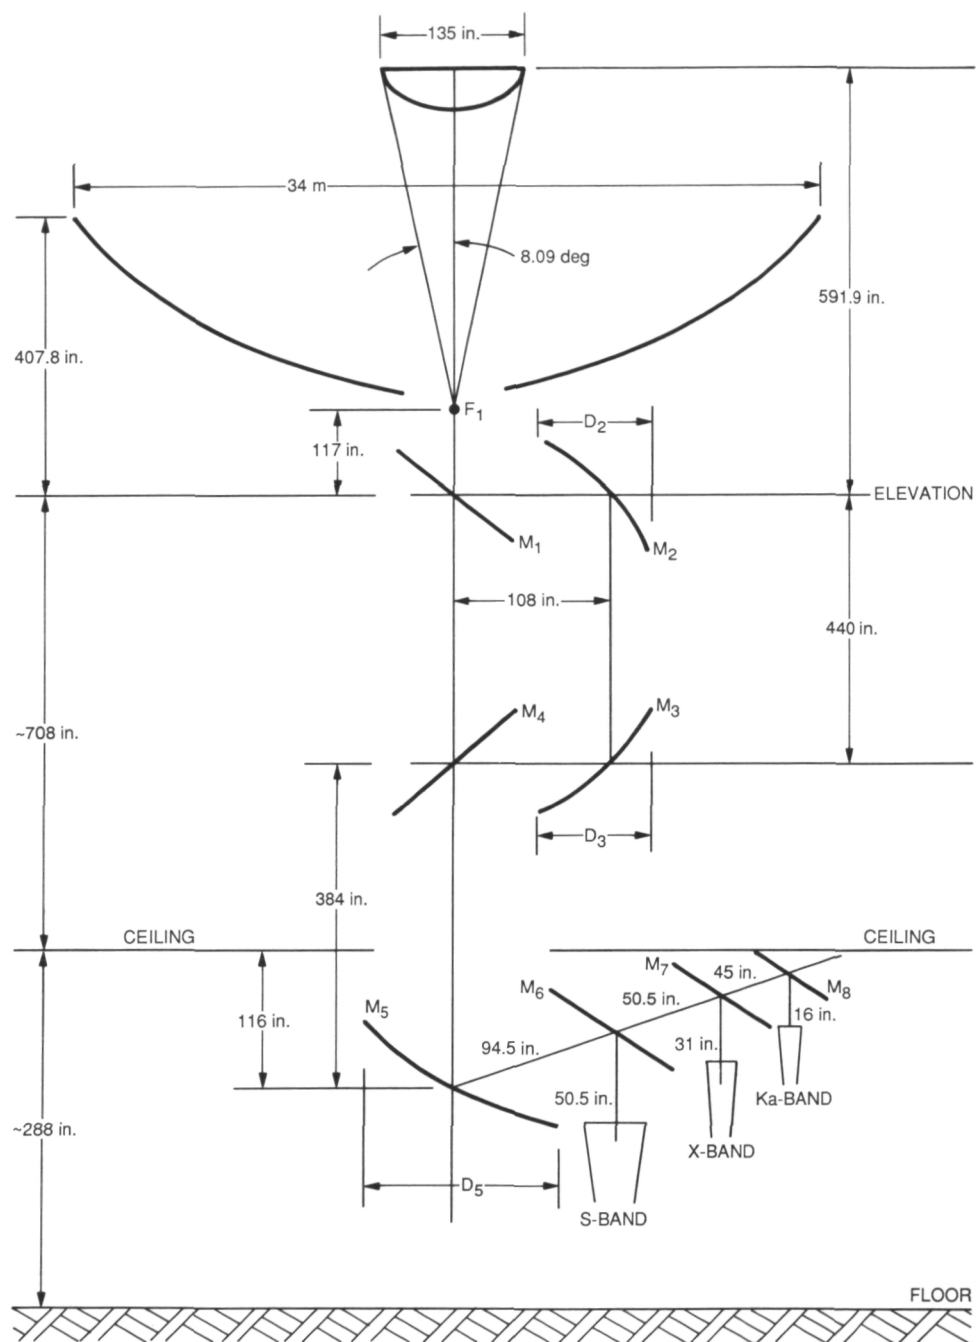 135 in.
34 m
8.09 deg
591.9 in.
407.8 in.
F1
D2
117 in.
ELEVATION
M1
M2
108 in.
440 in.
M4
M3
~708 in.
D3
384 in.
CEILING
CEILING
M7
45 in.
M6
M8
50.5 in.
M5
116 in.
16 in.
94.5 in.
31 in.
50.5 in.
Ka-BAND
~288 in.
X-BAND
D5
S-BAND
FLOOR